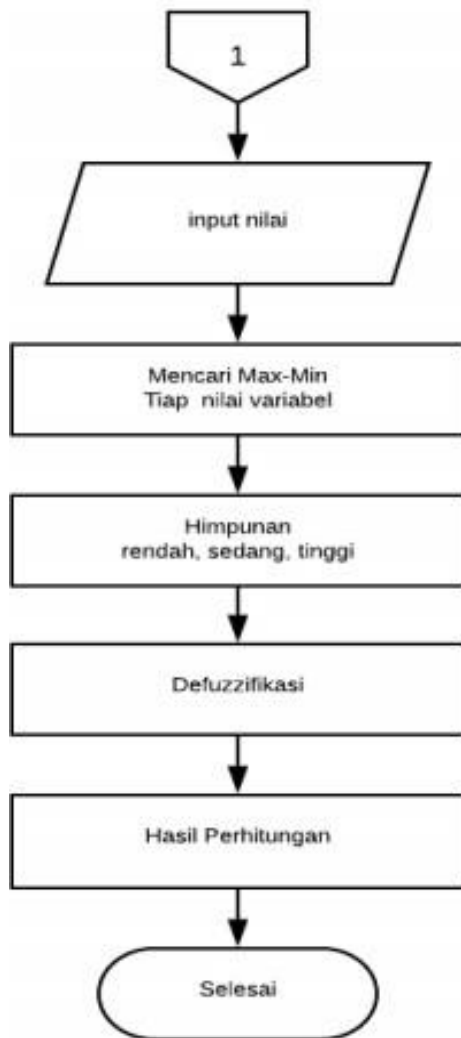 1
input nilai
Mencari Max-Min
Tiap nilai variabel
Himpunan
rendah, sedang, tinggi
Defuzzifikasi
Hasil Perhitungan
Selesai